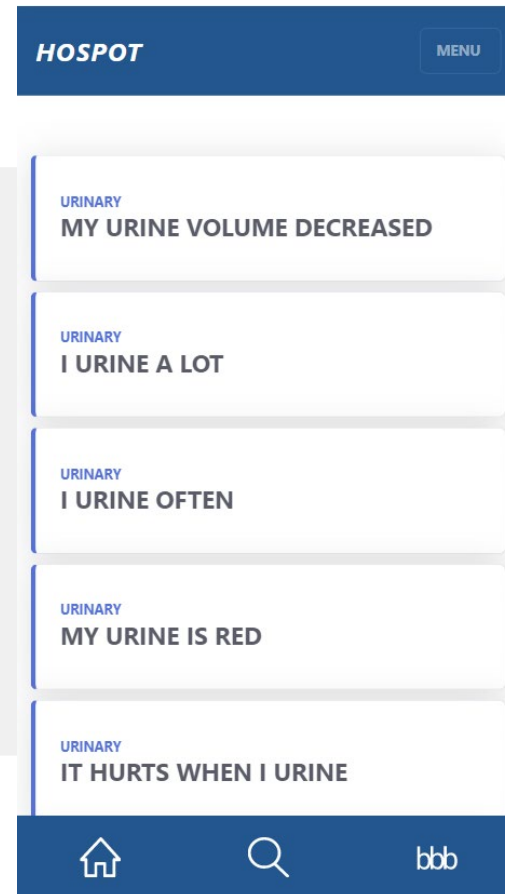 HOSPOT
MENU
URINARY
MY URINE VOLUME DECREASED
URINARY
I URINE A LOT
URINARY
I URINE OFTEN
URINARY
MY URINE IS RED
URINARY
IT HURTS WHEN I URINE
bbb